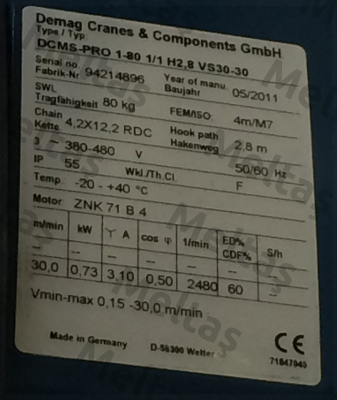 Demag Cranes & Components GmbH
Type / Typ
DCMS-PRO 1-80 1/1 H2,8 VS30-30
Serial no. Fabrik-Nr 94214896 Year of manu. Baujahr 05/2011
SWL Tragfähigkeit 80 kg FEM/ISO: 4m/M7
Chain Kette 4,2X12,2 RDC Hook path Hakenweg 2,8 m
3 ~ 380-480 V 50/60 Hz
IP 55 Wkl./Th.Cl. F
Temp. -20 - +40 °C
Motor ZNK 71 B 4
m/min kW Y A cos φ 1/min ED% CDF% S/h
-- -- -- -- -- -- --
30,0 0,73 3,10 0,50 2480 60 --
Vmin-max 0,15 -30,0 m/min
Made in Germany D-58300 Wetter CE
71847945
Meltaş